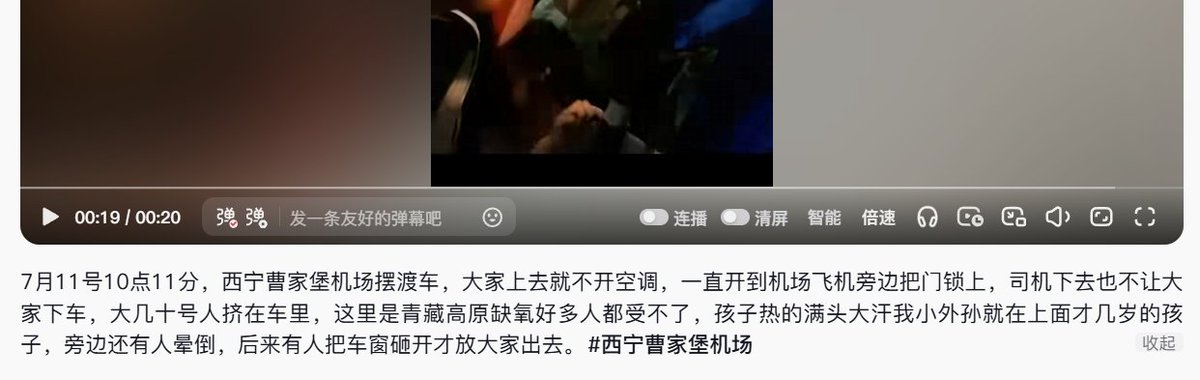 00:19 / 00:20 弹 弹 发一条友好的弹幕吧 连播 清屏 智能 倍速
7月11号10点11分，西宁曹家堡机场摆渡车，大家上去就不开空调，一直开到机场飞机旁边把门锁上，司机下去也不让大
家下车，大几十号人挤在车里，这里是青藏高原缺氧好多人都受不了，孩子热的满头大汗我小外孙就在上面才几岁的孩
子，旁边还有人晕倒，后来有人把车窗砸开才放大家出去。#西宁曹家堡机场
收起